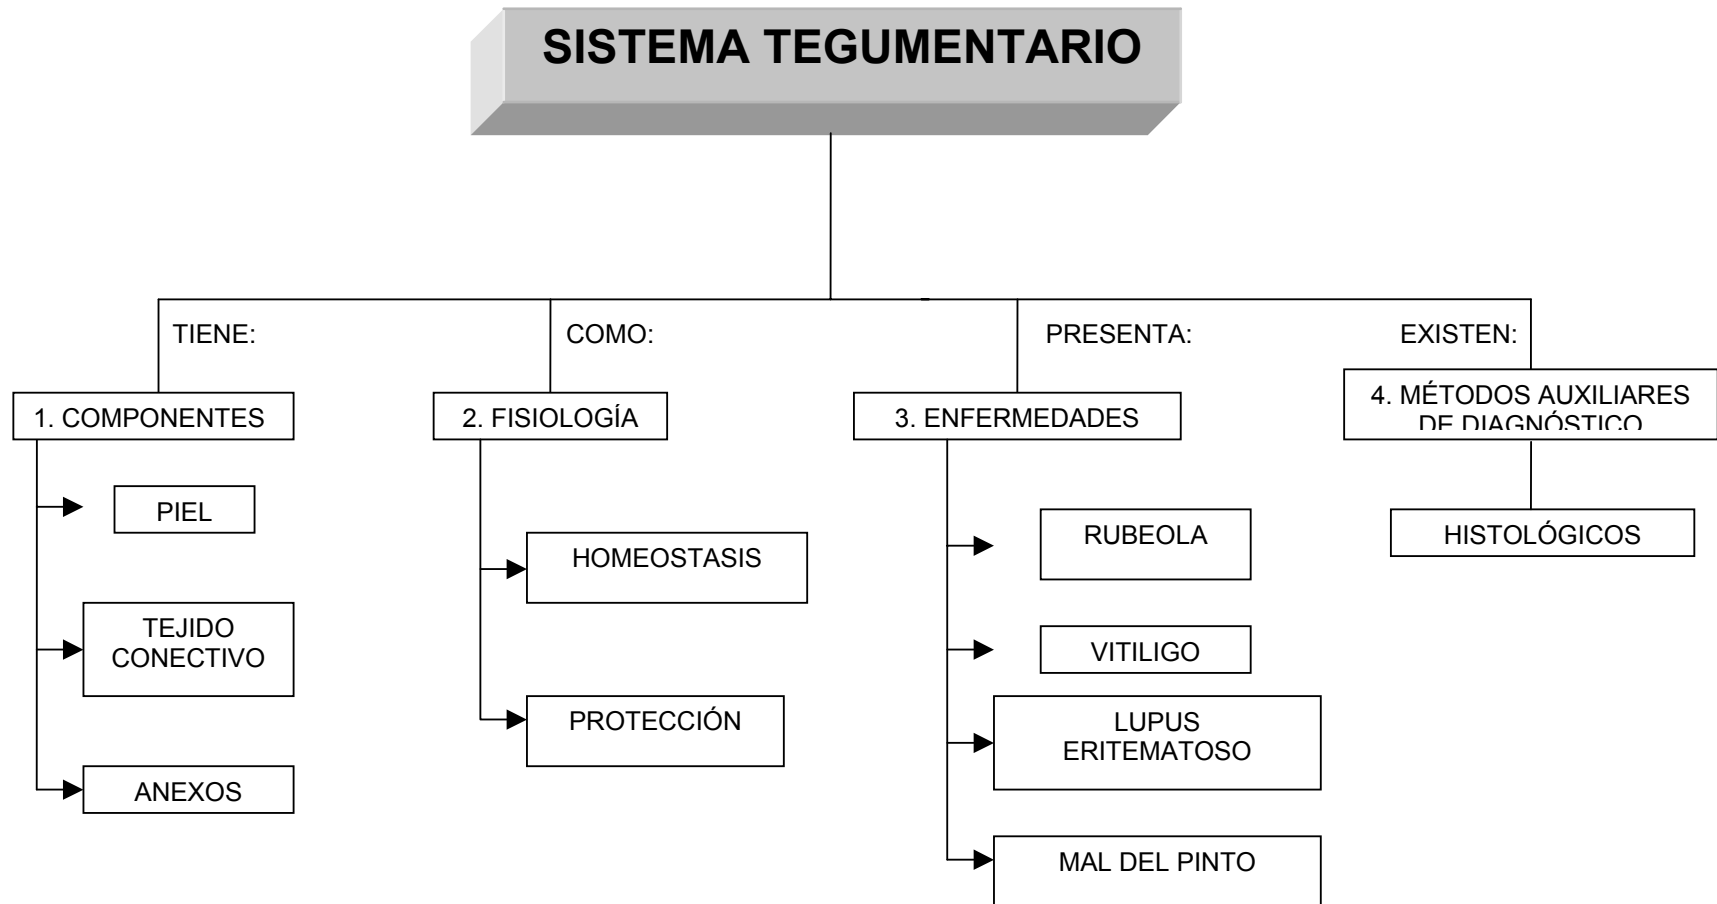 SISTEMA TEGUMENTARIO
TIENE:
COMO:
PRESENTA:
EXISTEN:
1. COMPONENTES
2. FISIOLOGÍA
3. ENFERMEDADES
4. MÉTODOS AUXILIARES
DE DIAGNÓSTICO
PIEL
TEJIDO
CONECTIVO
ANEXOS
HOMEOSTASIS
PROTECCIÓN
RUBEOLA
VITILIGO
LUPUS
ERITEMATOSO
MAL DEL PINTO
HISTOLÓGICOS